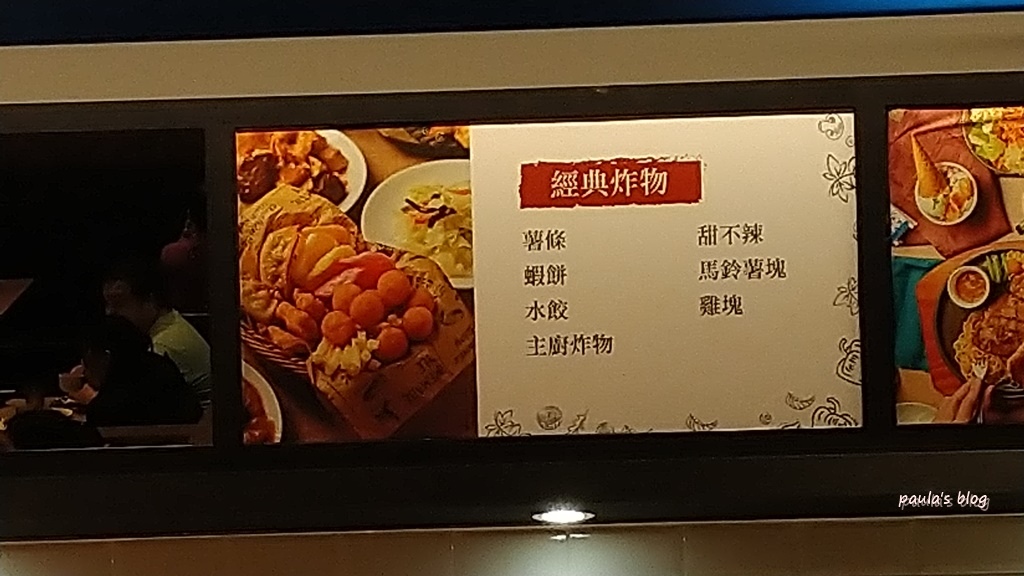 經典炸物
薯條
蝦餅
水餃
主廚炸物
甜不辣
馬鈴薯塊
雞塊
paula's blog